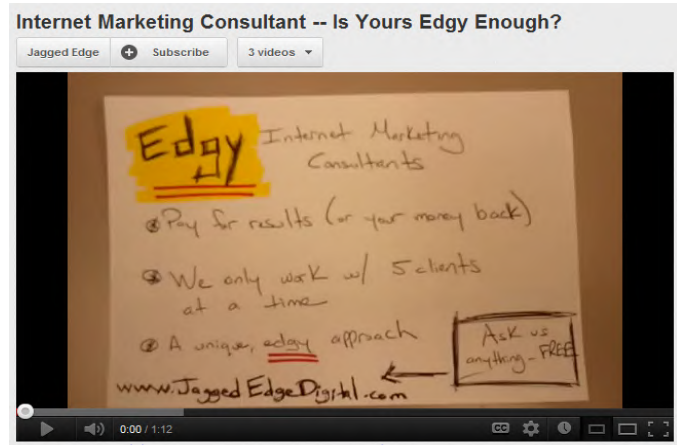 Internet Marketing Consultant -- Is Yours Edgy Enough?
Jagged Edge Subscribe 3 videos
Edgy Internet Marketing
Consultants
Pay for results (or your money back)
We only work w/ 5 clients
at a time
A unique, edgy approach
Ask us
anything - FREE
www.JaggedEdgeDigital.com
0:00 / 1:12 CC